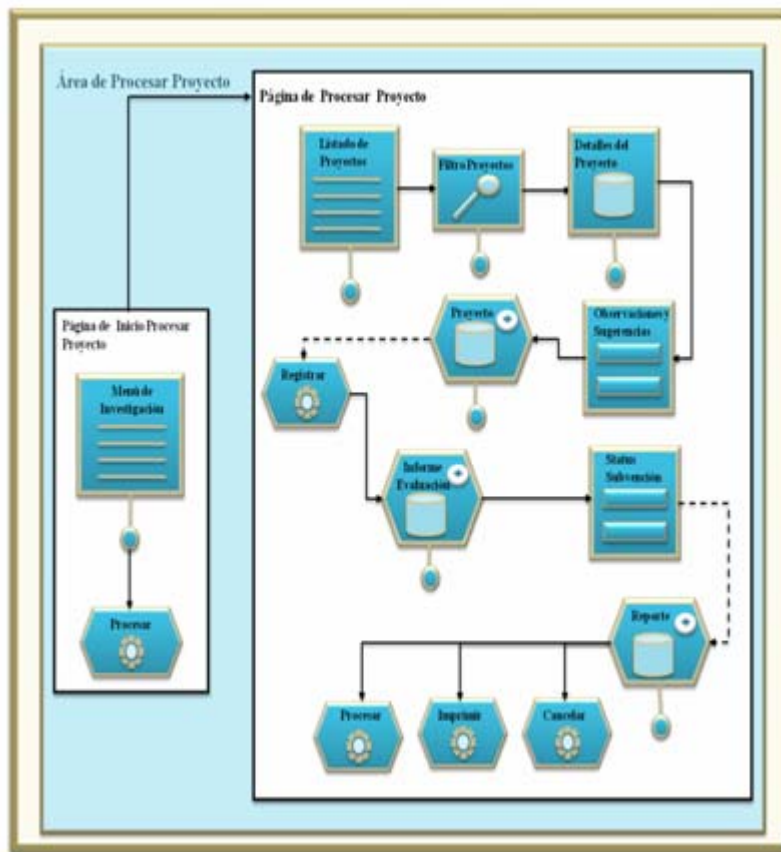 Área de Procesar Proyecto
Página de Procesar Proyecto
Listado de
Proyectos
Filtro Proyectos
Detalles del
Proyecto
Página de Inicio Procesar
Proyecto
Menú de
Investigación
Procesar
Proyecto
Observaciones y
Sugerencias
Registrar
Informe
Evaluación
Status
Subvención
Reporte
Procesar
Imprimir
Cancelar